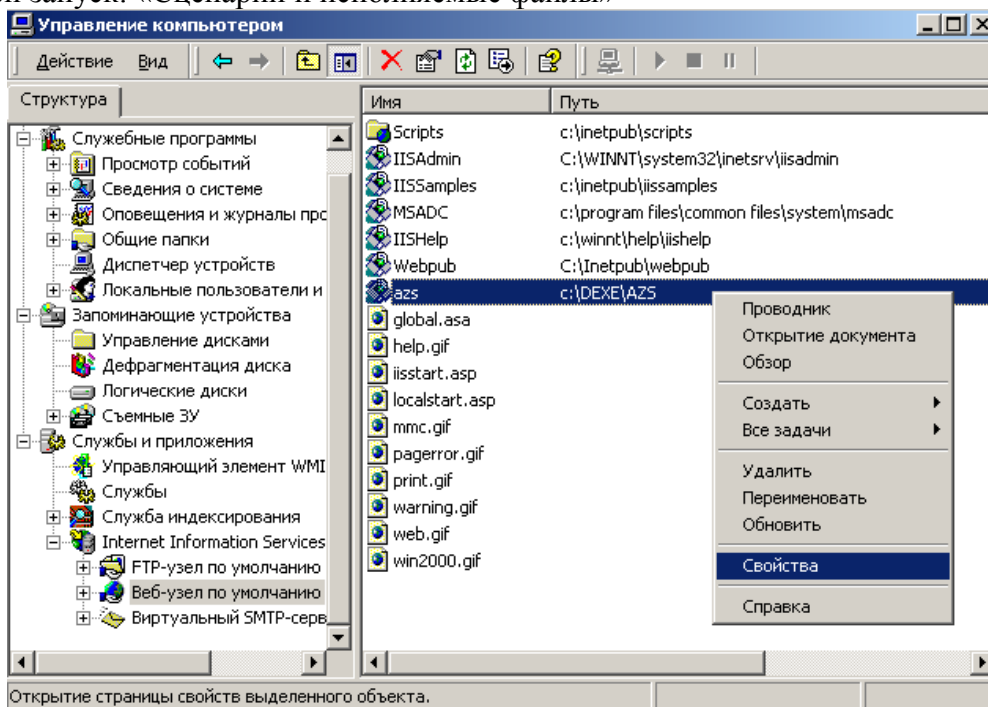 запуск: «Сценарии и исполняемые файлы»
Управление компьютером
Действие Вид
Структура
Имя Путь
Служебные программы
Просмотр событий
Сведения о системе
Оповещения и журналы прс
Общие папки
Диспетчер устройств
Локальные пользователи и
Запоминающие устройства
Управление дисками
Дефрагментация диска
Логические диски
Съемные ЗУ
Службы и приложения
Управляющий элемент WMI
Службы
Служба индексирования
Internet Information Services
FTP-узел по умолчанию
Веб-узел по умолчанию
Виртуальный SMTP-серв
Scripts c:\inetpub\scripts
IISAdmin C:\WINNT\system32\inetsrv\iisadmin
IISSamples c:\inetpub\iissamples
MSADC c:\program files\common files\system\msadc
IISHelp c:\winnt\help\iishelp
Webpub C:\Inetpub\webpub
azs c:\DEXE\AZS
global.asa
help.gif
iisstart.asp
localstart.asp
mmc.gif
pagerror.gif
print.gif
warning.gif
web.gif
win2000.gif
Проводник
Открытие документа
Обзор
Создать
Все задачи
Удалить
Переименовать
Обновить
Свойства
Справка
Открытие страницы свойств выделенного объекта.